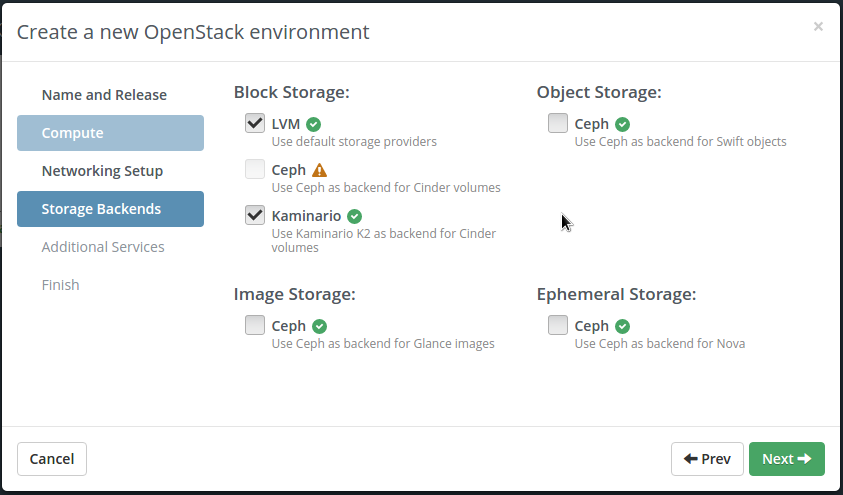 Create a new OpenStack environment
×
Name and Release
Compute
Networking Setup
Storage Backends
Additional Services
Finish
Block Storage:
LVM
Use default storage providers
Ceph
Use Ceph as backend for Cinder volumes
Kaminario
Use Kaminario K2 as backend for Cinder
volumes
Object Storage:
Ceph
Use Ceph as backend for Swift objects
Image Storage:
Ceph
Use Ceph as backend for Glance images
Ephemeral Storage:
Ceph
Use Ceph as backend for Nova
Cancel
Prev
Next